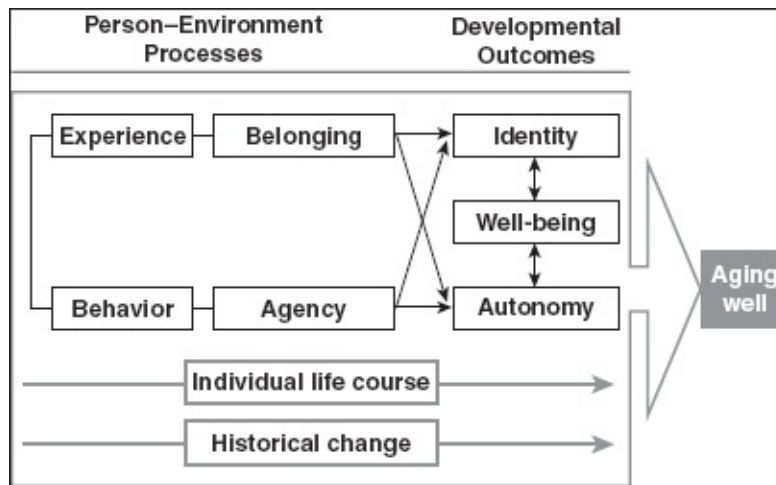 Person–Environment
Processes
Developmental
Outcomes
Experience
Belonging
Identity
Well-being
Behavior
Agency
Autonomy
Aging
well
Individual life course
Historical change